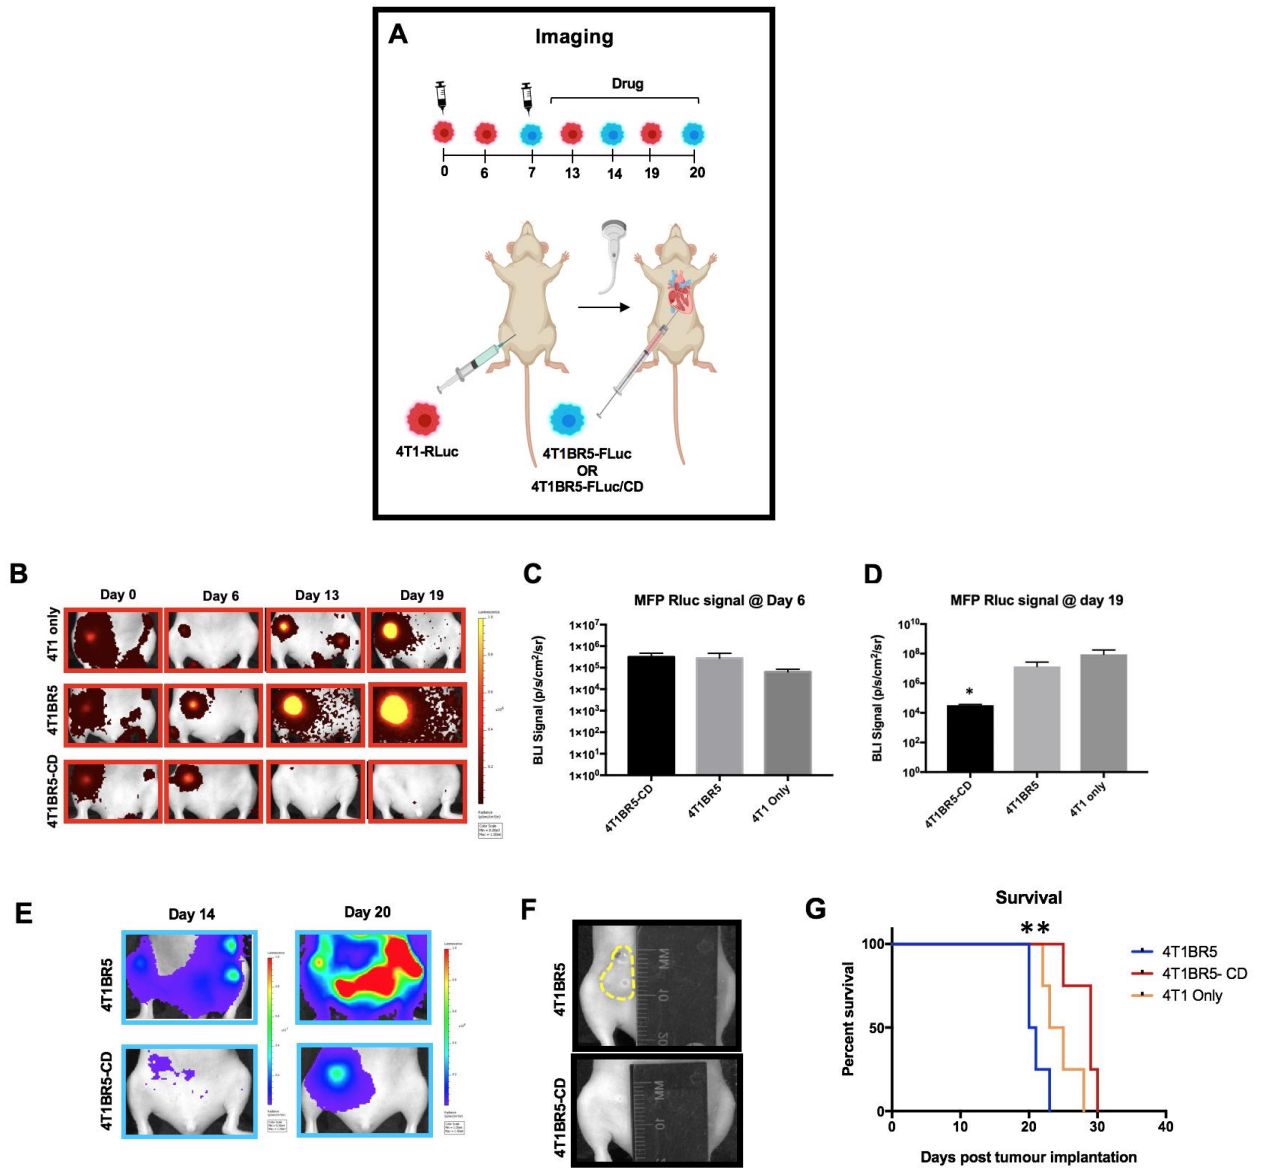 A
Imaging
Drug
0 6 7 13 14 19 20
4T1-RLuc
4T1BR5-FLuc
OR
4T1BR5-FLuc/CD
B
Day 0 Day 6 Day 13 Day 19
4T1 only
4T1BR5
4T1BR5-CD
Luminescence
C
MFP Rluc signal @ Day 6
BLI Signal (p/s/cm²/sr)
1×10⁷
1×10⁶
1×10⁵
1×10⁴
1×10³
1×10²
1×10¹
1×10⁰
4T1BR5-CD 4T1BR5 4T1 Only
D
MFP Rluc signal @ day 19
BLI Signal (p/s/cm²/sr)
10¹⁰
10⁸
10⁶
10⁴
10²
10⁰
*
4T1BR5-CD 4T1BR5 4T1 only
E
Day 14 Day 20
4T1BR5
4T1BR5-CD
Luminescence
Luminescence
F
4T1BR5
4T1BR5-CD
MM
10
20
MM
10
G
Survival
**
Percent survival
100
50
0
0 10 20 30 40
Days post tumour implantation
4T1BR5
4T1BR5- CD
4T1 Only